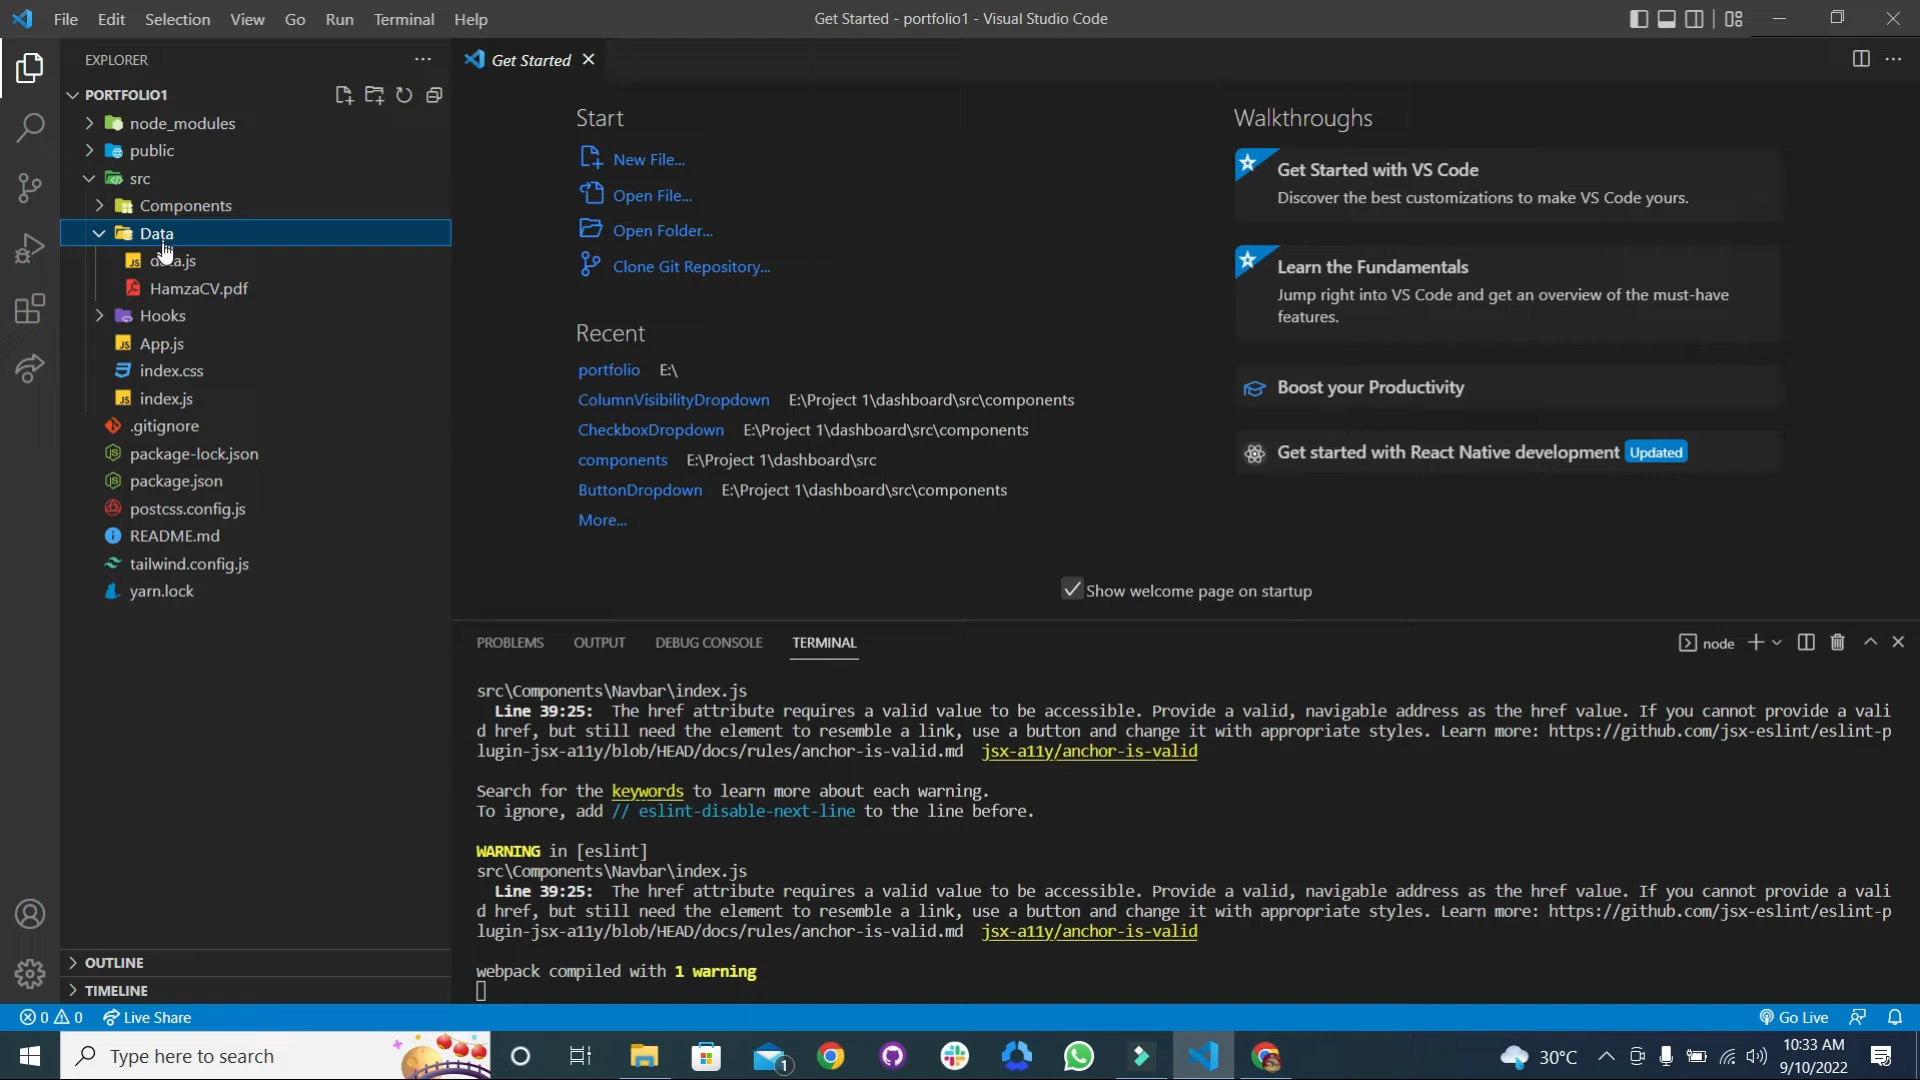 File Edit Selection View Go Run Terminal Help
Get Started - portfolio1 - Visual Studio Code
EXPLORER
PORTFOLIO1
node_modules
public
src
Components
Data
HamzaCV.pdf
Hooks
App.js
index.css
index.js
.gitignore
package-lock.json
package.json
postcss.config.js
README.md
tailwind.config.js
yarn.lock
OUTLINE
TIMELINE
Get Started
Start
New File...
Open File...
Open Folder...
Clone Git Repository...
Recent
portfolio E:\
ColumnVisibilityDropdown E:\Project 1\dashboard\src\components
CheckboxDropdown E:\Project 1\dashboard\src\components
components E:\Project 1\dashboard\src
ButtonDropdown E:\Project 1\dashboard\src\components
More...
Walkthroughs
Get Started with VS Code
Discover the best customizations to make VS Code yours.
Learn the Fundamentals
Jump right into VS Code and get an overview of the must-have
features.
Boost your Productivity
Get started with React Native development Updated
Show welcome page on startup
PROBLEMS OUTPUT DEBUG CONSOLE TERMINAL
node
src\Components\Navbar\index.js
Line 39:25: The href attribute requires a valid value to be accessible. Provide a valid, navigable address as the href value. If you cannot provide a vali
d href, but still need the element to resemble a link, use a button and change it with appropriate styles. Learn more: https://github.com/jsx-eslint/eslint-p
lugin-jsx-a11y/blob/HEAD/docs/rules/anchor-is-valid.md jsx-a11y/anchor-is-valid
Search for the keywords to learn more about each warning.
To ignore, add // eslint-disable-next-line to the line before.
WARNING in [eslint]
src\Components\Navbar\index.js
Line 39:25: The href attribute requires a valid value to be accessible. Provide a valid, navigable address as the href value. If you cannot provide a vali
d href, but still need the element to resemble a link, use a button and change it with appropriate styles. Learn more: https://github.com/jsx-eslint/eslint-p
lugin-jsx-a11y/blob/HEAD/docs/rules/anchor-is-valid.md jsx-a11y/anchor-is-valid
webpack compiled with 1 warning
0 0 Live Share
Go Live
Type here to search
1
30°C
10:33 AM
9/10/2022